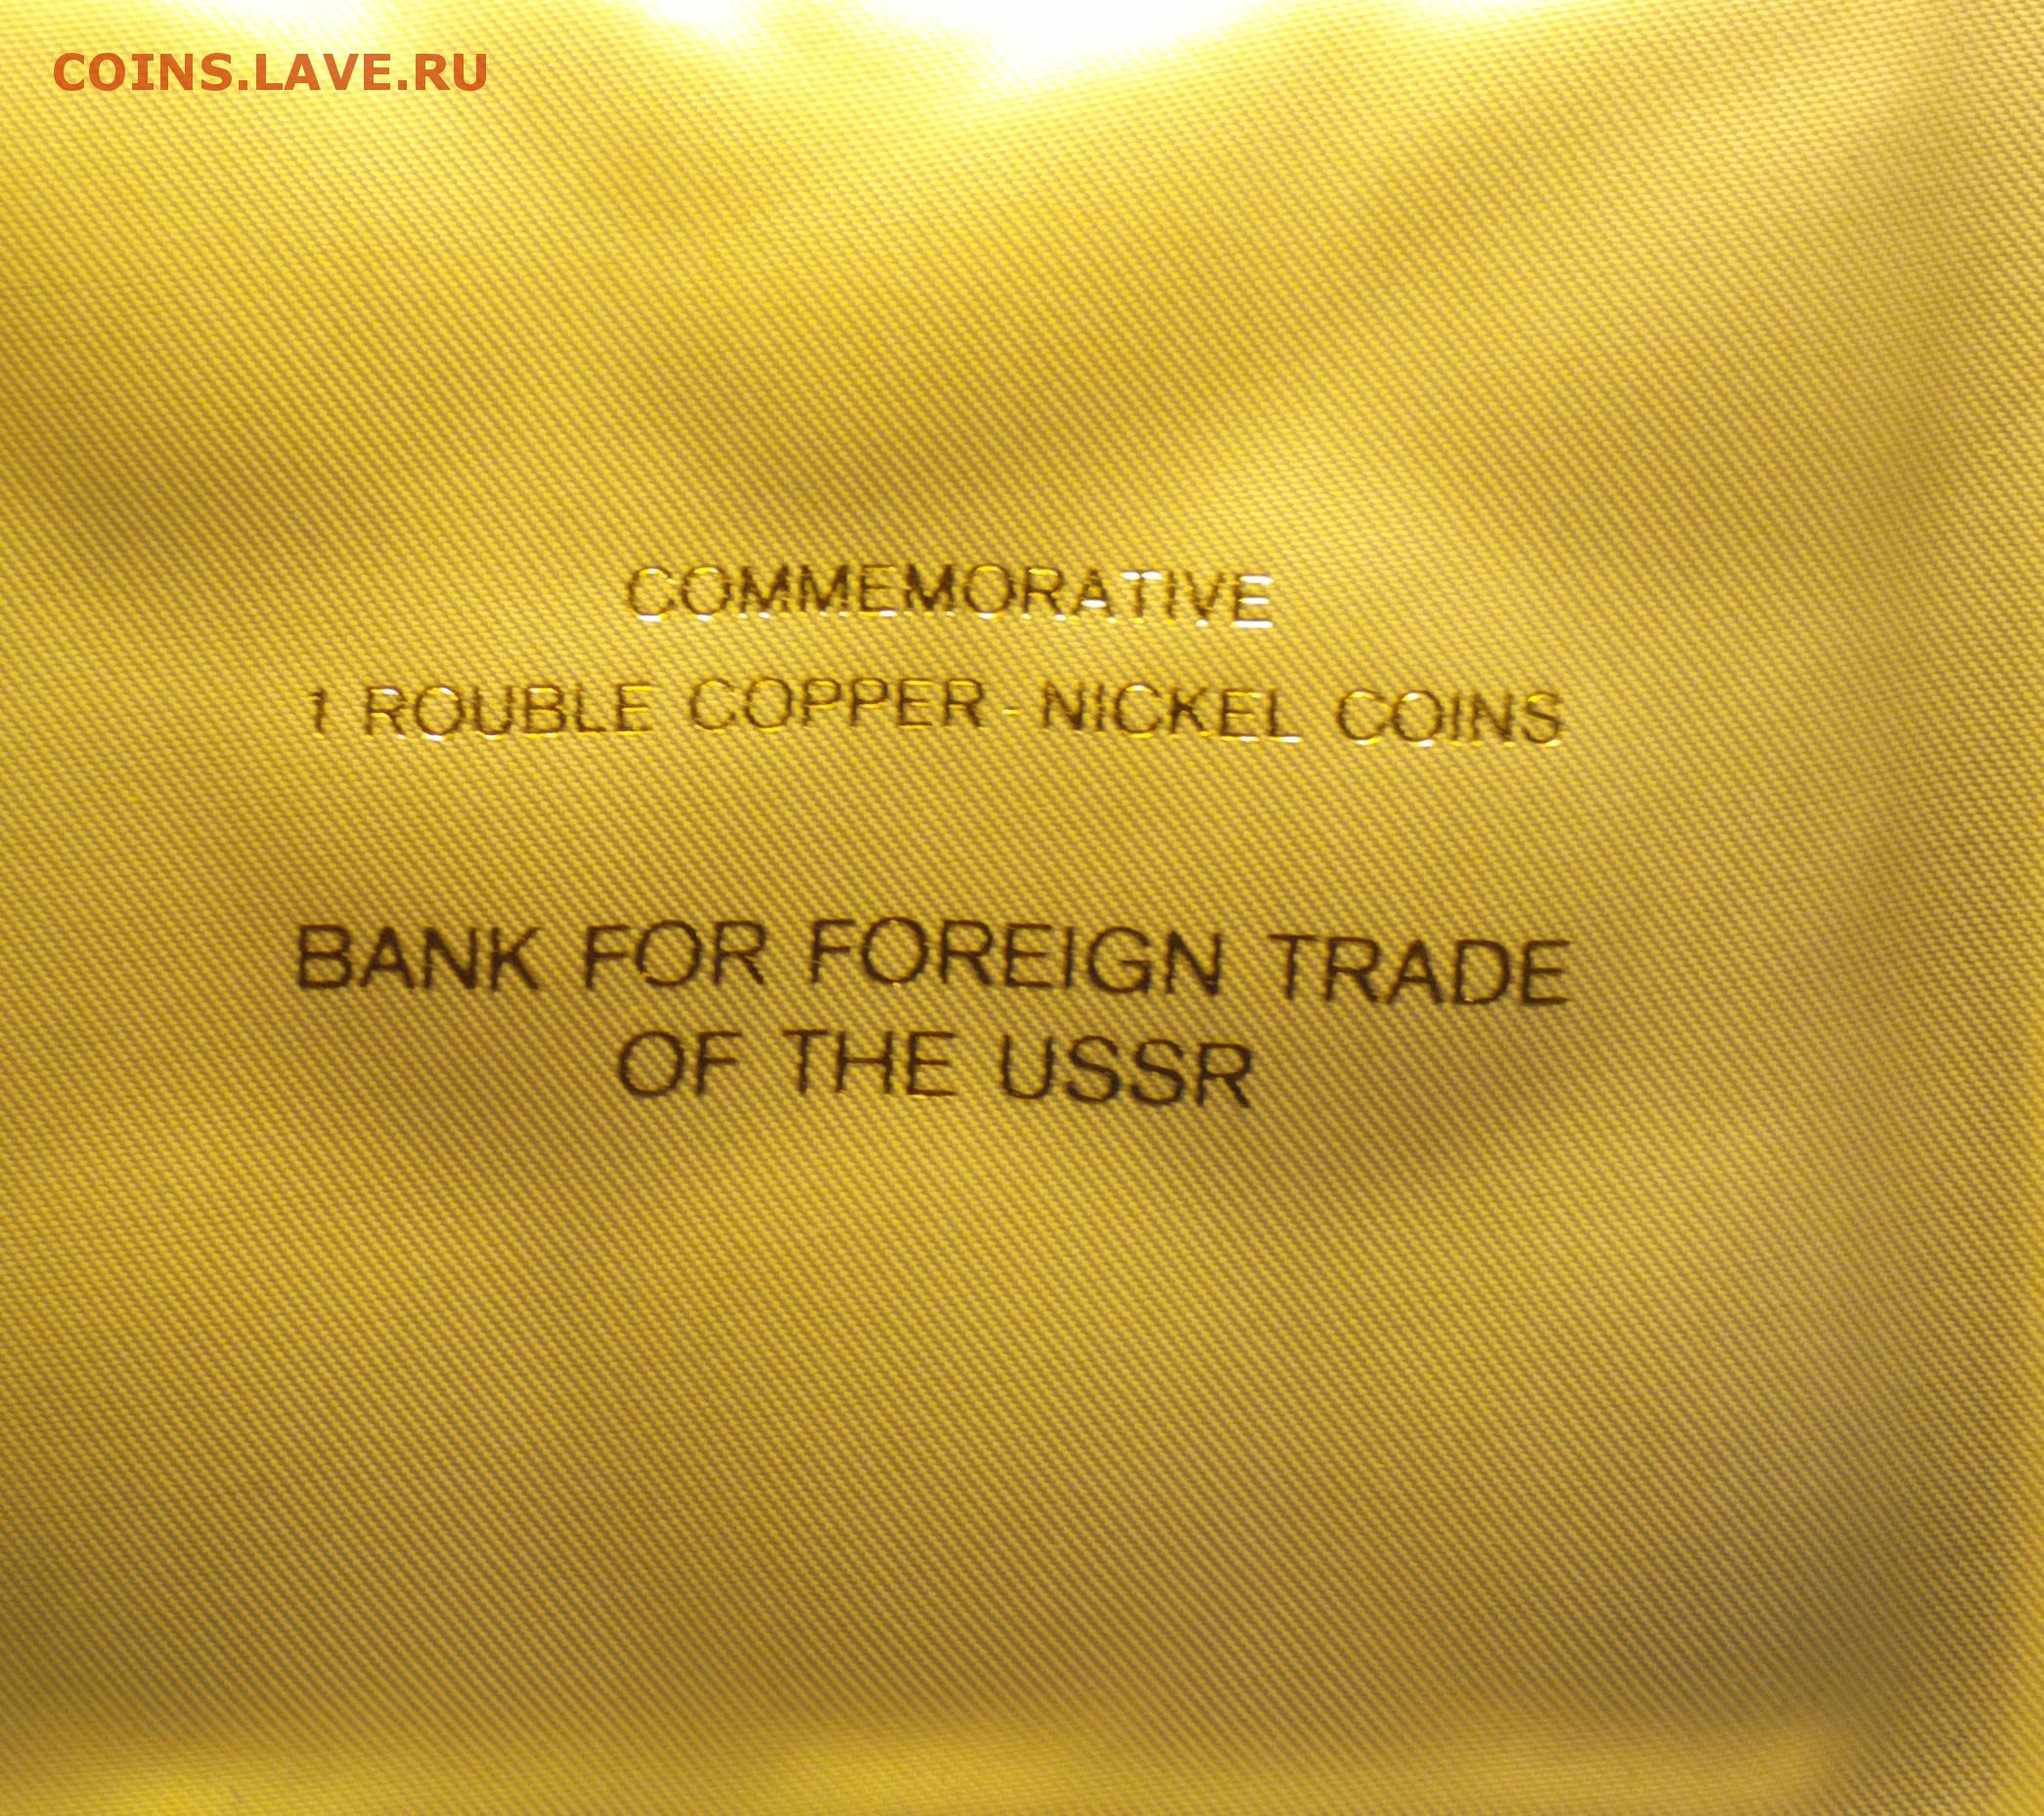 COINS.LAVE.RU
COMMEMORATIVE
1 ROUBLE COPPER-NICKEL COINS
BANK FOR FOREIGN TRADE
OF THE USSR